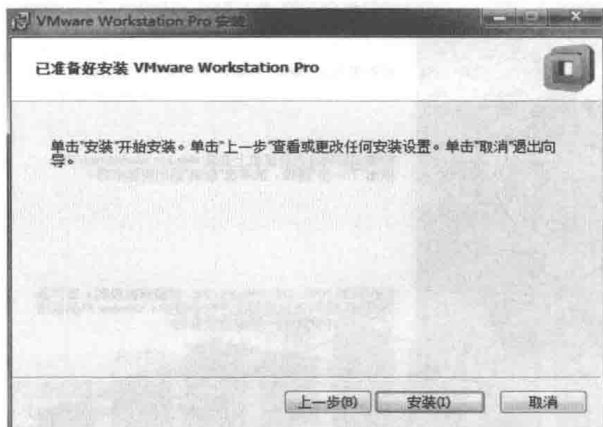 VMware Workstation Pro 安装
已准备好安装 VMware Workstation Pro
单击"安装"开始安装。单击"上一步"查看或更改任何安装设置。单击"取消"退出向
导。
上一步(B) 安装(I) 取消